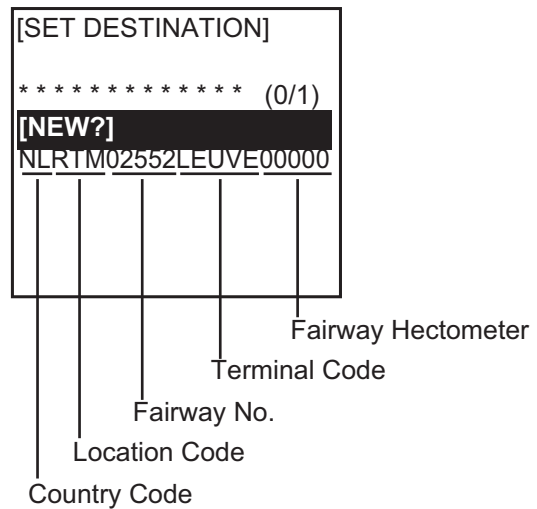 [SET DESTINATION]
* * * * * * * * * * * * * (0/1)
[NEW?]
NLRTM02552LEUVE00000
Fairway Hectometer
Terminal Code
Fairway No.
Location Code
Country Code